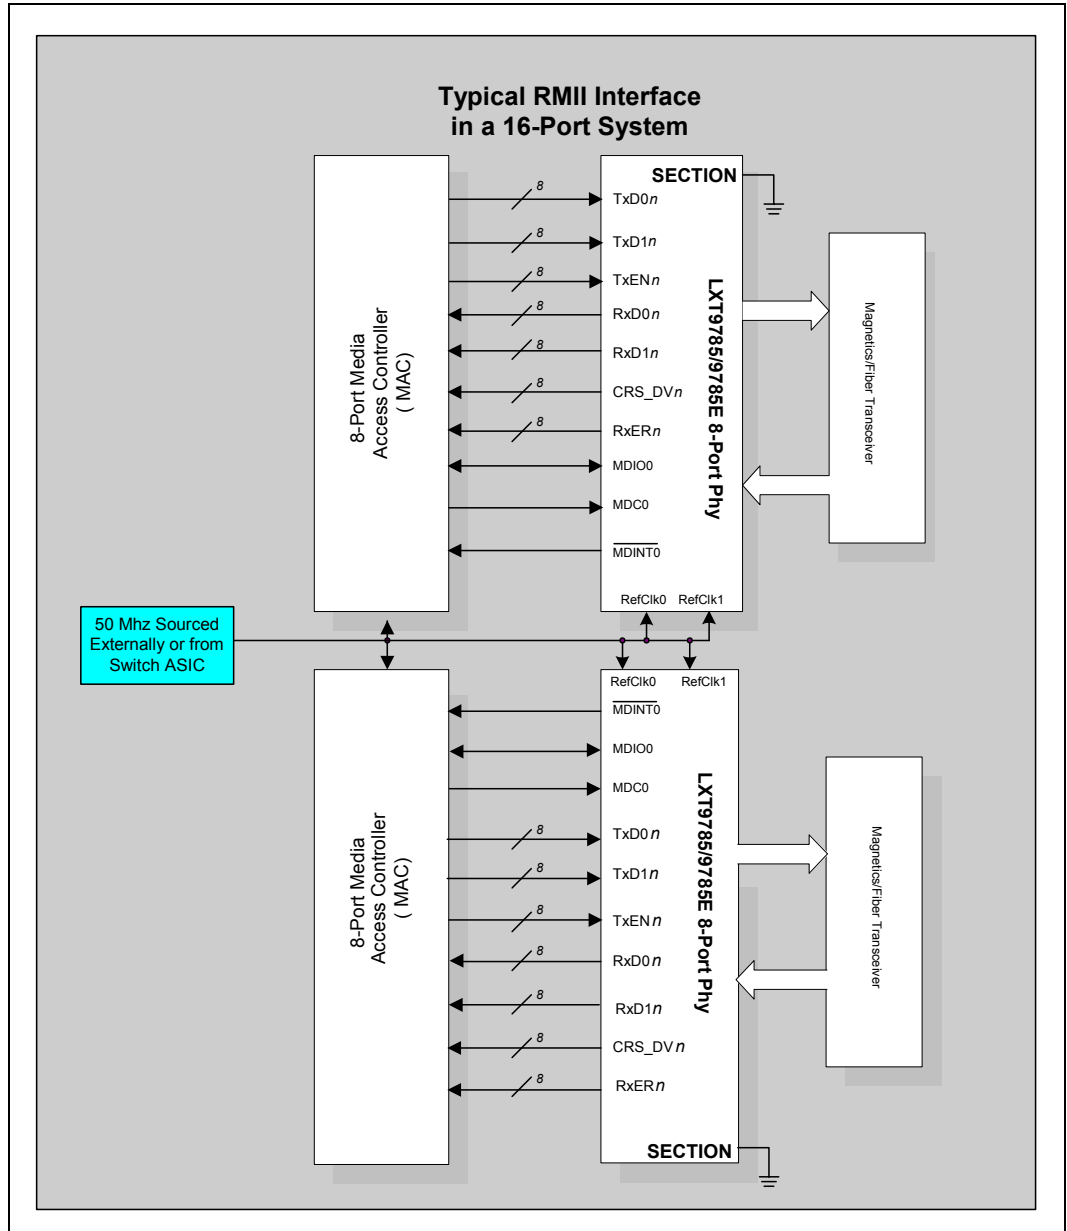 Typical RMII Interface
in a 16-Port System
8-Port Media
Access Controller
( MAC)
8
8
8
8
8
8
8
SECTION
TxD0n
TxD1n
TxENn
RxD0n
RxD1n
CRS_DVn
RxERn
MDIO0
MDC0
MDINT0
RefClk0 RefClk1
LXT9785/9785E 8-Port Phy
Magnetics/Fiber Transceiver
50 Mhz Sourced
Externally or from
Switch ASIC
8-Port Media
Access Controller
( MAC)
8
8
8
8
8
8
8
RefClk0 RefClk1
MDINT0
MDIO0
MDC0
TxD0n
TxD1n
TxENn
RxD0n
RxD1n
CRS_DVn
RxERn
SECTION
LXT9785/9785E 8-Port Phy
Magnetics/Fiber Transceiver